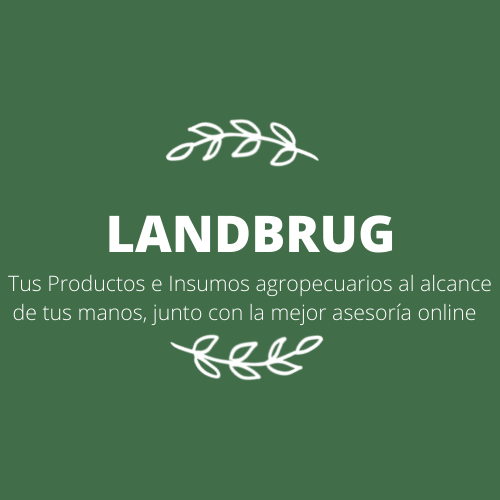 LANDBRUG
Tus Productos e Insumos agropecuarios al alcance
de tus manos, junto con la mejor asesoría online